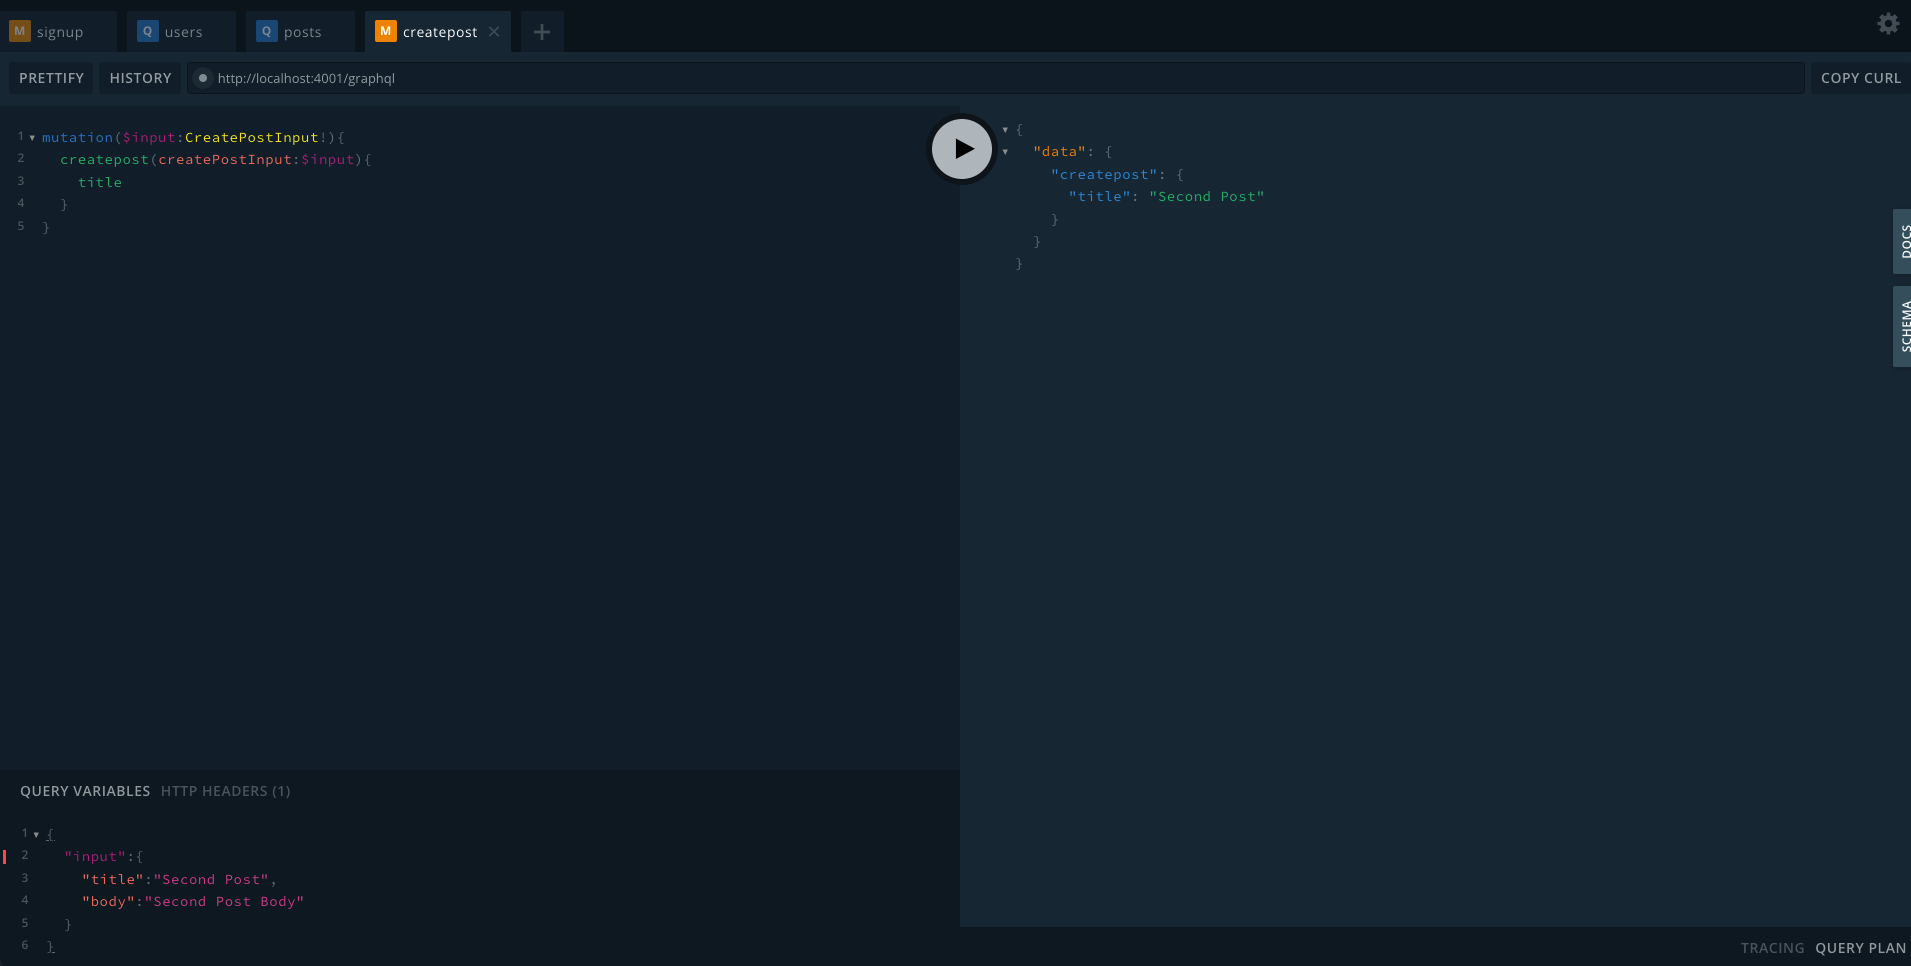 M signup Q users Q posts M createpost
PRETTIFY HISTORY http://localhost:4001/graphql COPY CURL
1 mutation($input:CreatePostInput!){
2 createpost(createPostInput:$input){
3 title
4 }
5 }
{
"data": {
"createpost": {
"title": "Second Post"
}
}
}
DOCS
SCHEMA
QUERY VARIABLES HTTP HEADERS (1)
1 {
2 "input":{
3 "title":"Second Post",
4 "body":"Second Post Body"
5 }
6 }
TRACING QUERY PLAN